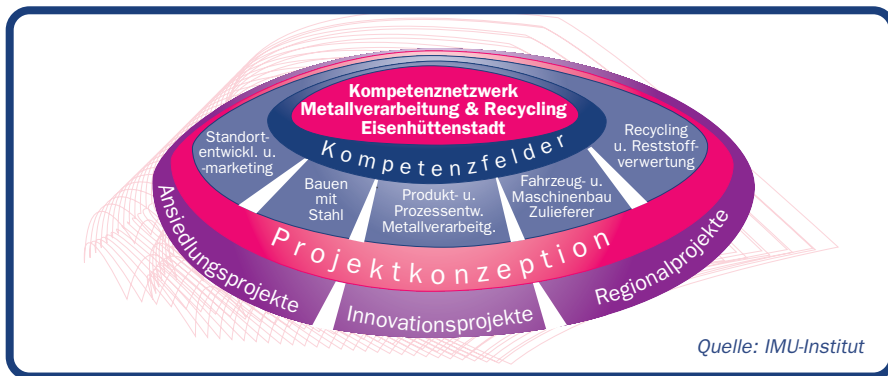 Kompetenznetzwerk
Metallverarbeitung & Recycling
Eisenhüttenstadt
Kompetenzfelder
Standort-
entwickl. u.
-marketing
Bauen
mit
Stahl
Produkt- u.
Prozessentw.
Metallverarbeitg.
Fahrzeug- u.
Maschinenbau
Zulieferer
Recycling
u. Reststoff-
verwertung
Projektkonzeption
Ansiedlungsprojekte
Innovationsprojekte
Regionalprojekte
Quelle: IMU-Institut